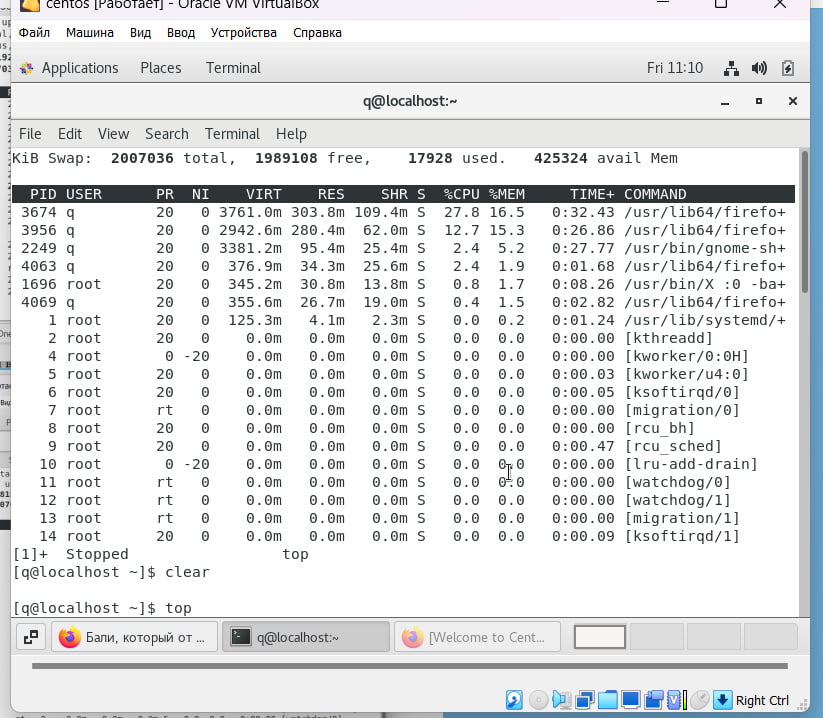 centos [Работает] - Oracle VM VirtualBox
Файл Машина Вид Ввод Устройства Справка
Applications Places Terminal Fri 11:10
q@localhost:~
File Edit View Search Terminal Help
KiB Swap: 2007036 total, 1989108 free, 17928 used. 425324 avail Mem
PID USER PR NI VIRT RES SHR S %CPU %MEM TIME+ COMMAND
3674 q 20 0 3761.0m 303.8m 109.4m S 27.8 16.5 0:32.43 /usr/lib64/firefo+
3956 q 20 0 2942.6m 280.4m 62.0m S 12.7 15.3 0:26.86 /usr/lib64/firefo+
2249 q 20 0 3381.2m 95.4m 25.4m S 2.4 5.2 0:27.77 /usr/bin/gnome-sh+
4063 q 20 0 376.9m 34.3m 25.6m S 2.4 1.9 0:01.68 /usr/lib64/firefo+
1696 root 20 0 345.2m 30.8m 13.8m S 0.8 1.7 0:08.26 /usr/bin/X :0 -ba+
4069 q 20 0 355.6m 26.7m 19.0m S 0.4 1.5 0:02.82 /usr/lib64/firefo+
1 root 20 0 125.3m 4.1m 2.3m S 0.0 0.2 0:01.24 /usr/lib/systemd/+
2 root 20 0 0.0m 0.0m 0.0m S 0.0 0.0 0:00.00 [kthreadd]
4 root 0 -20 0.0m 0.0m 0.0m S 0.0 0.0 0:00.00 [kworker/0:0H]
5 root 20 0 0.0m 0.0m 0.0m S 0.0 0.0 0:00.03 [kworker/u4:0]
6 root 20 0 0.0m 0.0m 0.0m S 0.0 0.0 0:00.05 [ksoftirqd/0]
7 root rt 0 0.0m 0.0m 0.0m S 0.0 0.0 0:00.00 [migration/0]
8 root 20 0 0.0m 0.0m 0.0m S 0.0 0.0 0:00.00 [rcu_bh]
9 root 20 0 0.0m 0.0m 0.0m S 0.0 0.0 0:00.47 [rcu_sched]
10 root 0 -20 0.0m 0.0m 0.0m S 0.0 0.0 0:00.00 [lru-add-drain]
11 root rt 0 0.0m 0.0m 0.0m S 0.0 0.0 0:00.00 [watchdog/0]
12 root rt 0 0.0m 0.0m 0.0m S 0.0 0.0 0:00.00 [watchdog/1]
13 root rt 0 0.0m 0.0m 0.0m S 0.0 0.0 0:00.00 [migration/1]
14 root 20 0 0.0m 0.0m 0.0m S 0.0 0.0 0:00.09 [ksoftirqd/1]
[1]+ Stopped top
[q@localhost ~]$ clear
[q@localhost ~]$ top
Бали, который от ... q@localhost:~ [Welcome to Cent...
Right Ctrl